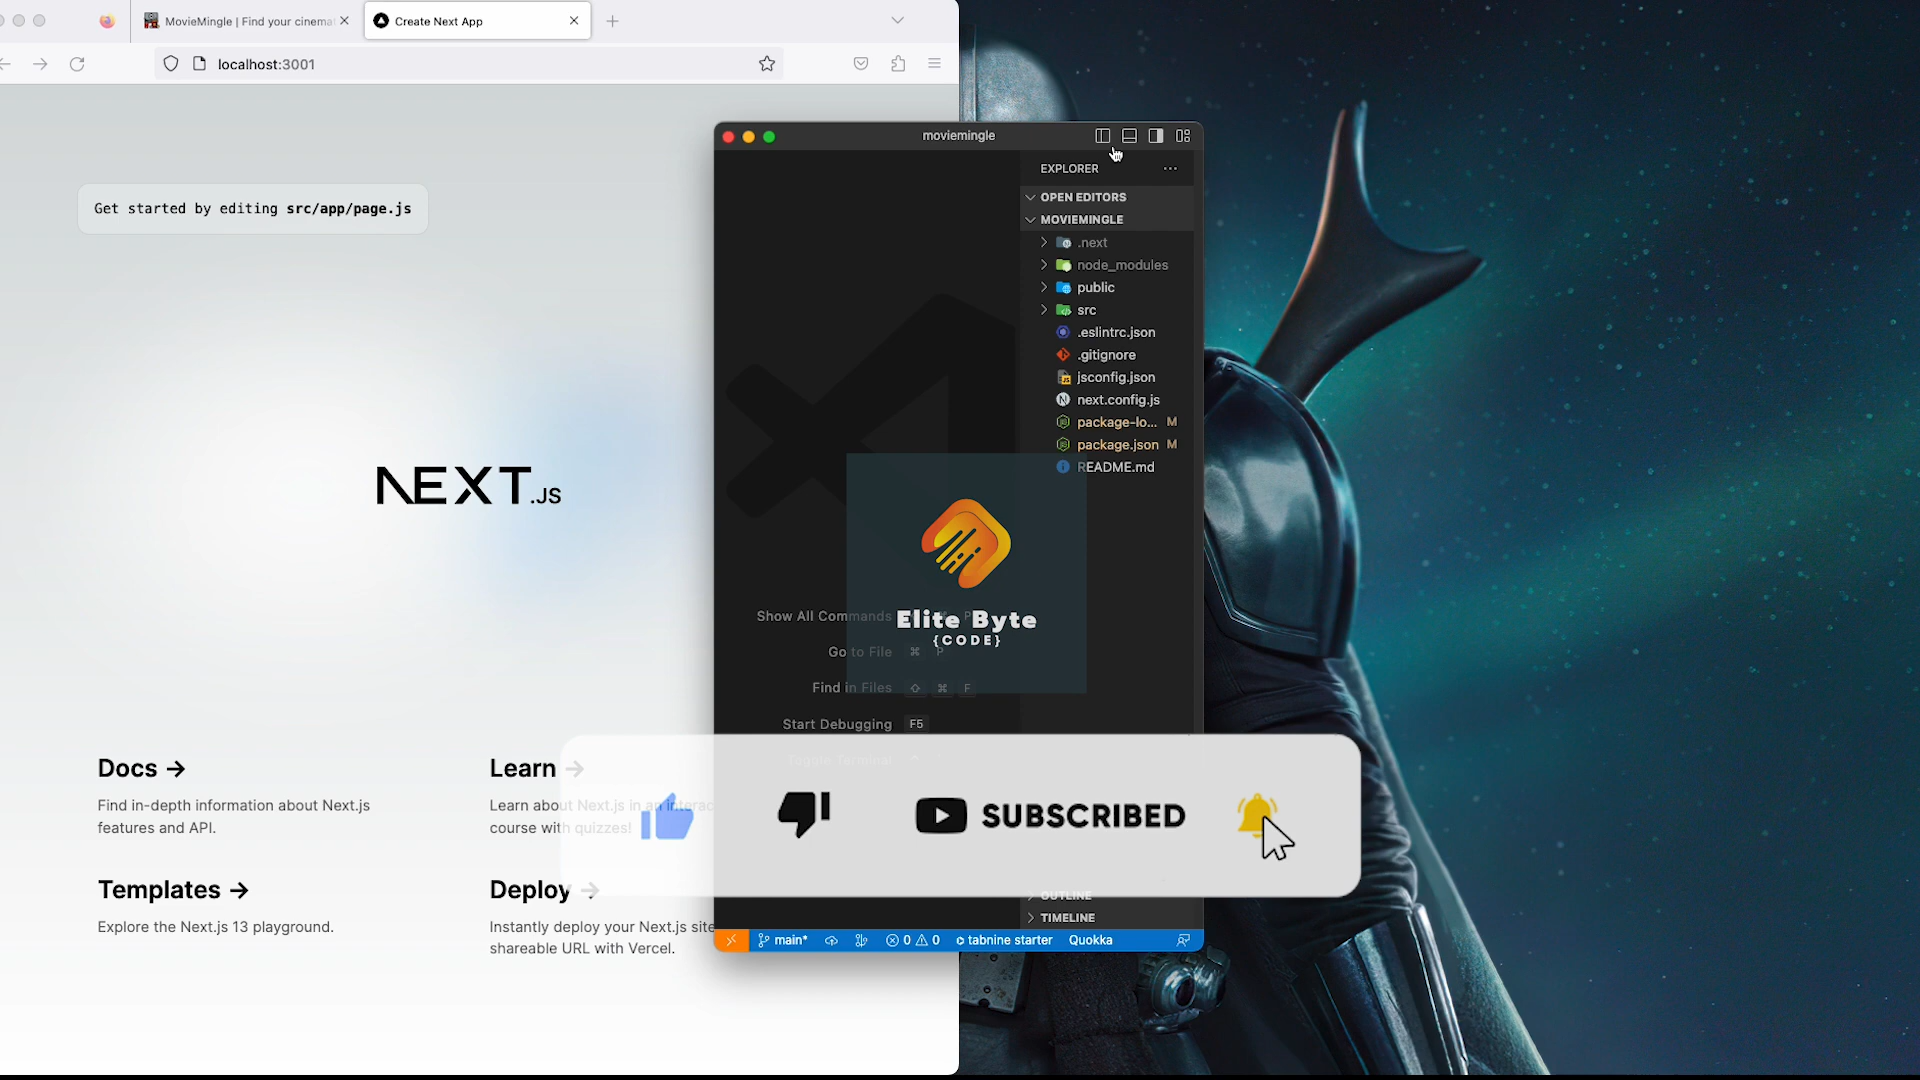 MovieMingle | Find your cinema
Create Next App
localhost:3001
Get started by editing src/app/page.js
NEXT.JS
Docs
Find in-depth information about Next.js
features and API.
Learn
Learn about Next.js in an interac
course with quizzes!
Templates
Explore the Next.js 13 playground.
Deploy
Instantly deploy your Next.js site
shareable URL with Vercel.
moviemingle
EXPLORER
OPEN EDITORS
MOVIEMINGLE
.next
node_modules
public
src
.eslintrc.json
.gitignore
jsconfig.json
next.config.js
package-lo... M
package.json M
README.md
Show All Commands ⌘ P
Go to File ⌘ P
Find in Files ⇧ ⌘ F
Start Debugging F5
Toggle Terminal
Elite Byte
{CODE}
SUBSCRIBED
OUTLINE
TIMELINE
main* 0 0 tabnine starter Quokka